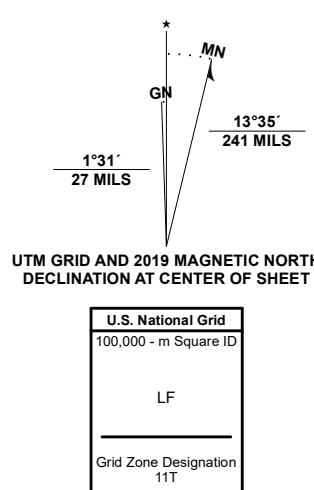 ★
MN
GN
13°35´
241 MILS
1°31´
27 MILS
UTM GRID AND 2019 MAGNETIC NORTH
DECLINATION AT CENTER OF SHEET
U.S. National Grid
100,000 - m Square ID
LF
Grid Zone Designation
11T